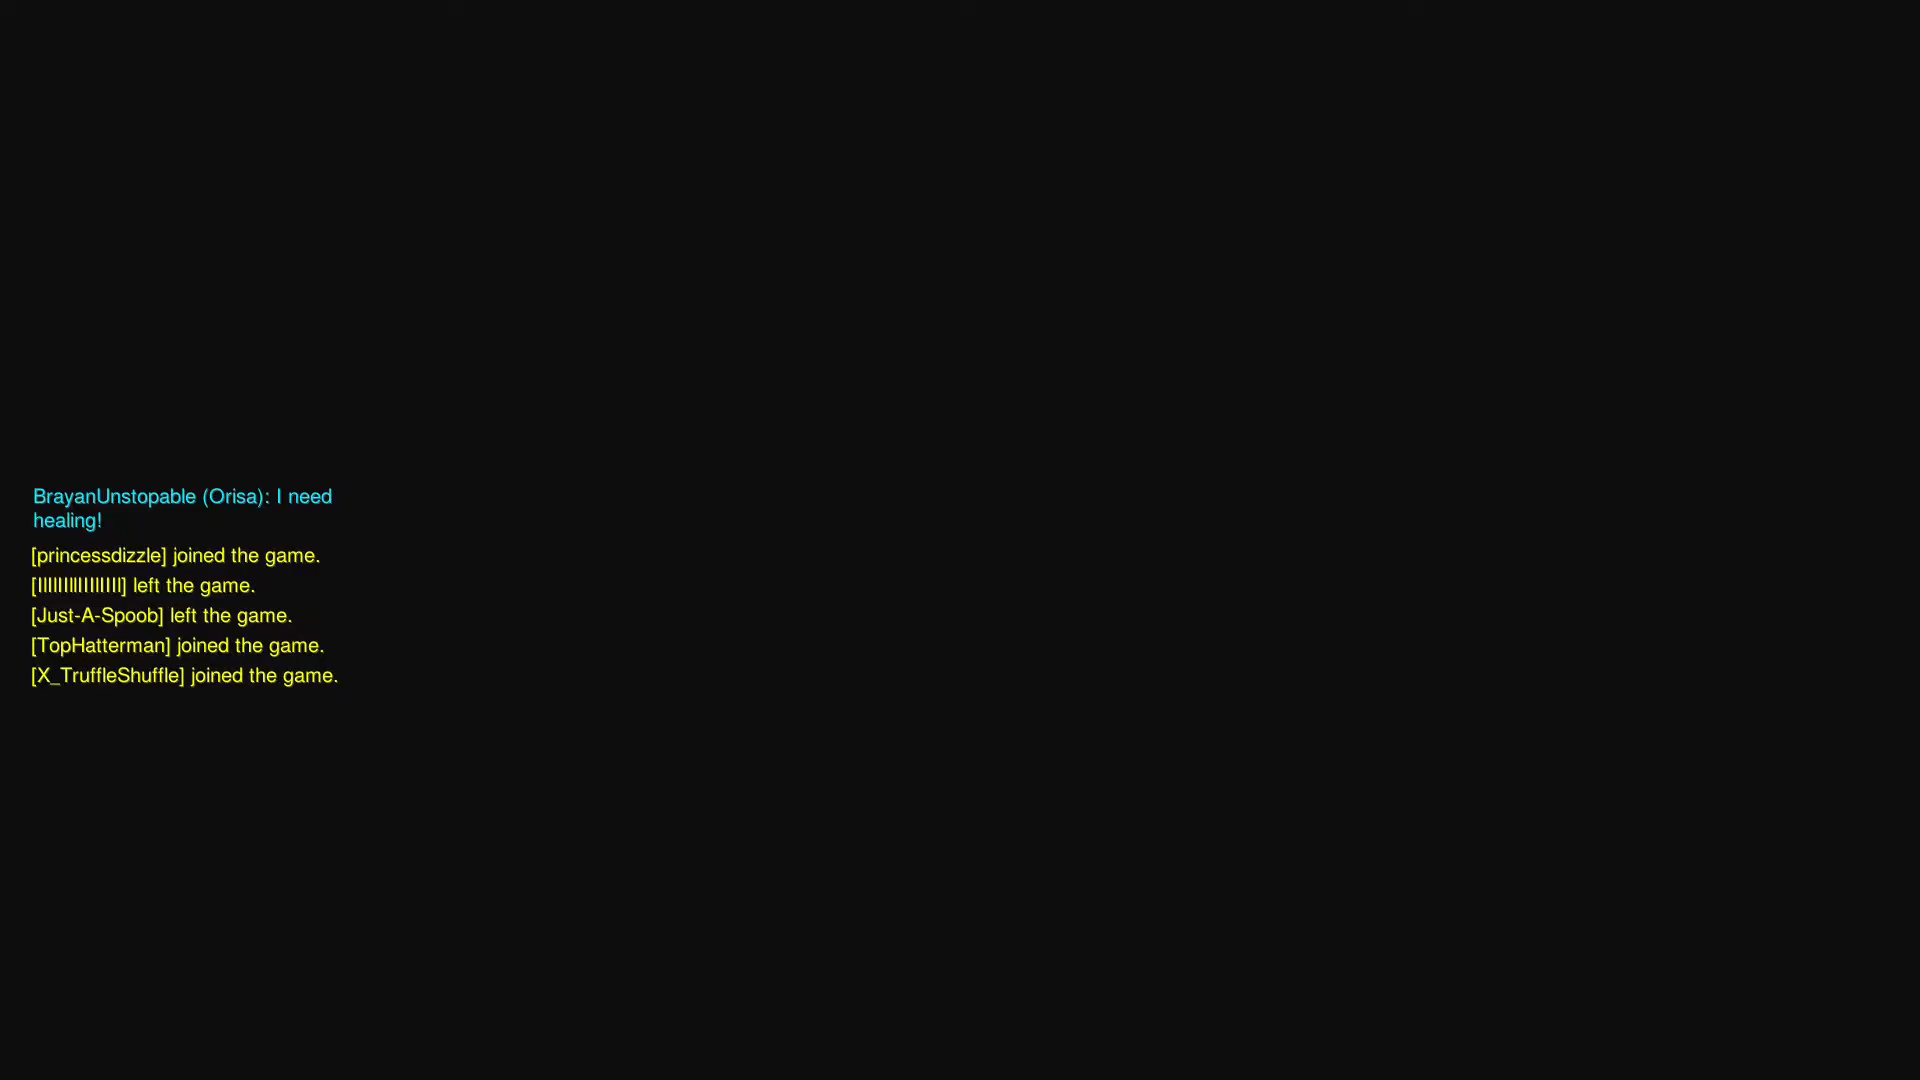 BrayanUnstopable (Orisa): I need
healing!
[princessdizzle] joined the game.
left the game.
[Just-A-Spoob] left the game.
[TopHatterman] joined the game.
[X_TruffleShuffle] joined the game.